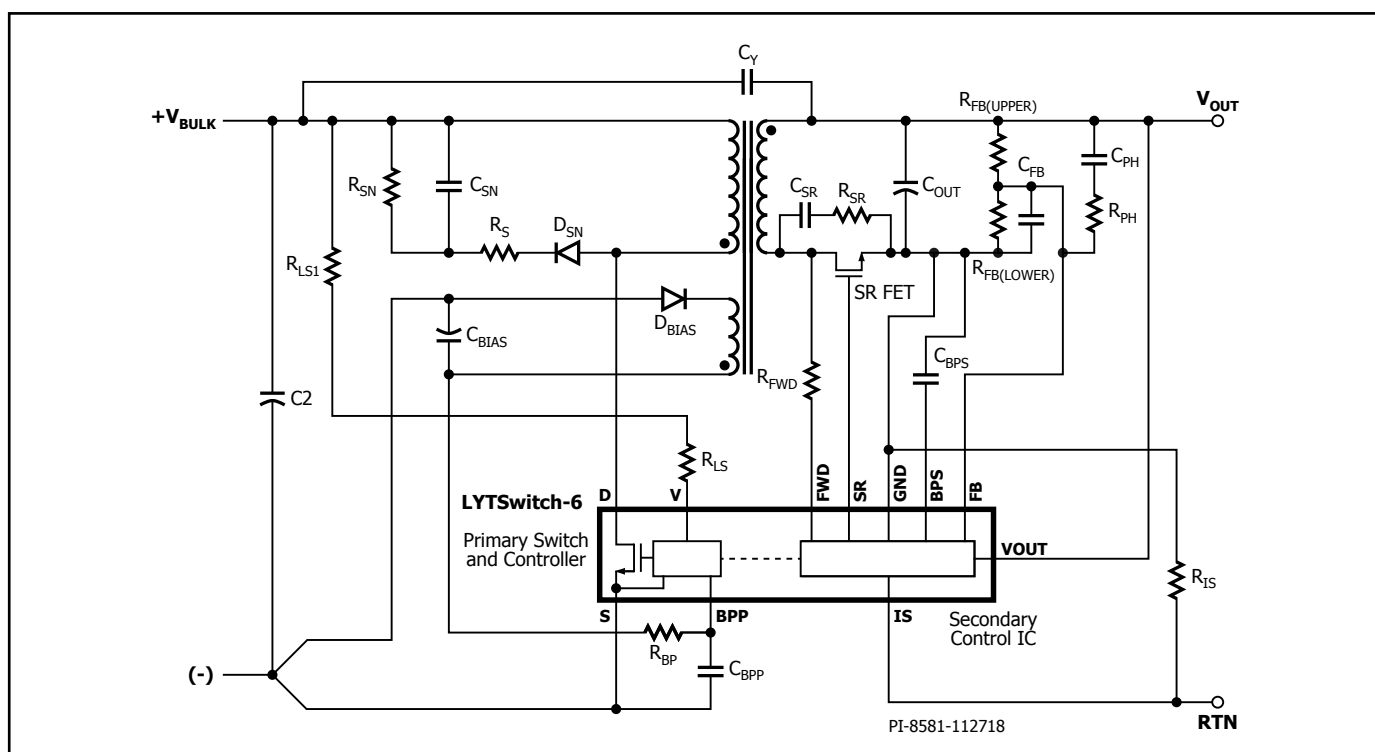 C_Y
R_FB(UPPER)
V_OUT
+V_BULK
C_FB
C_PH
R_SN
C_SN
C_SR
R_SR
C_OUT
R_S
D_SN
R_PH
R_LS1
R_FB(LOWER)
SR FET
D_BIAS
C_BIAS
C_BPS
R_FWD
C2
R_LS
LYTSwitch-6
D
V
FWD
SR
GND
BPS
FB
Primary Switch
and Controller
VOUT
R_IS
S
BPP
IS
Secondary
Control IC
R_BP
(-)
C_BPP
PI-8581-112718
RTN